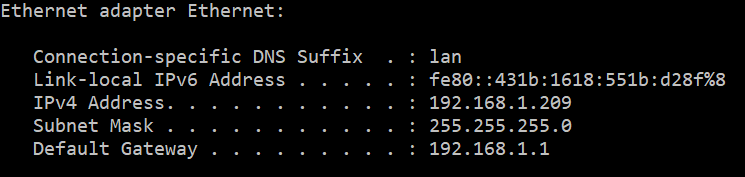 Ethernet adapter Ethernet:
Connection-specific DNS Suffix  . : lan
Link-local IPv6 Address . . . . . : fe80::431b:1618:551b:d28f%8
IPv4 Address. . . . . . . . . . . : 192.168.1.209
Subnet Mask . . . . . . . . . . . : 255.255.255.0
Default Gateway . . . . . . . . . : 192.168.1.1